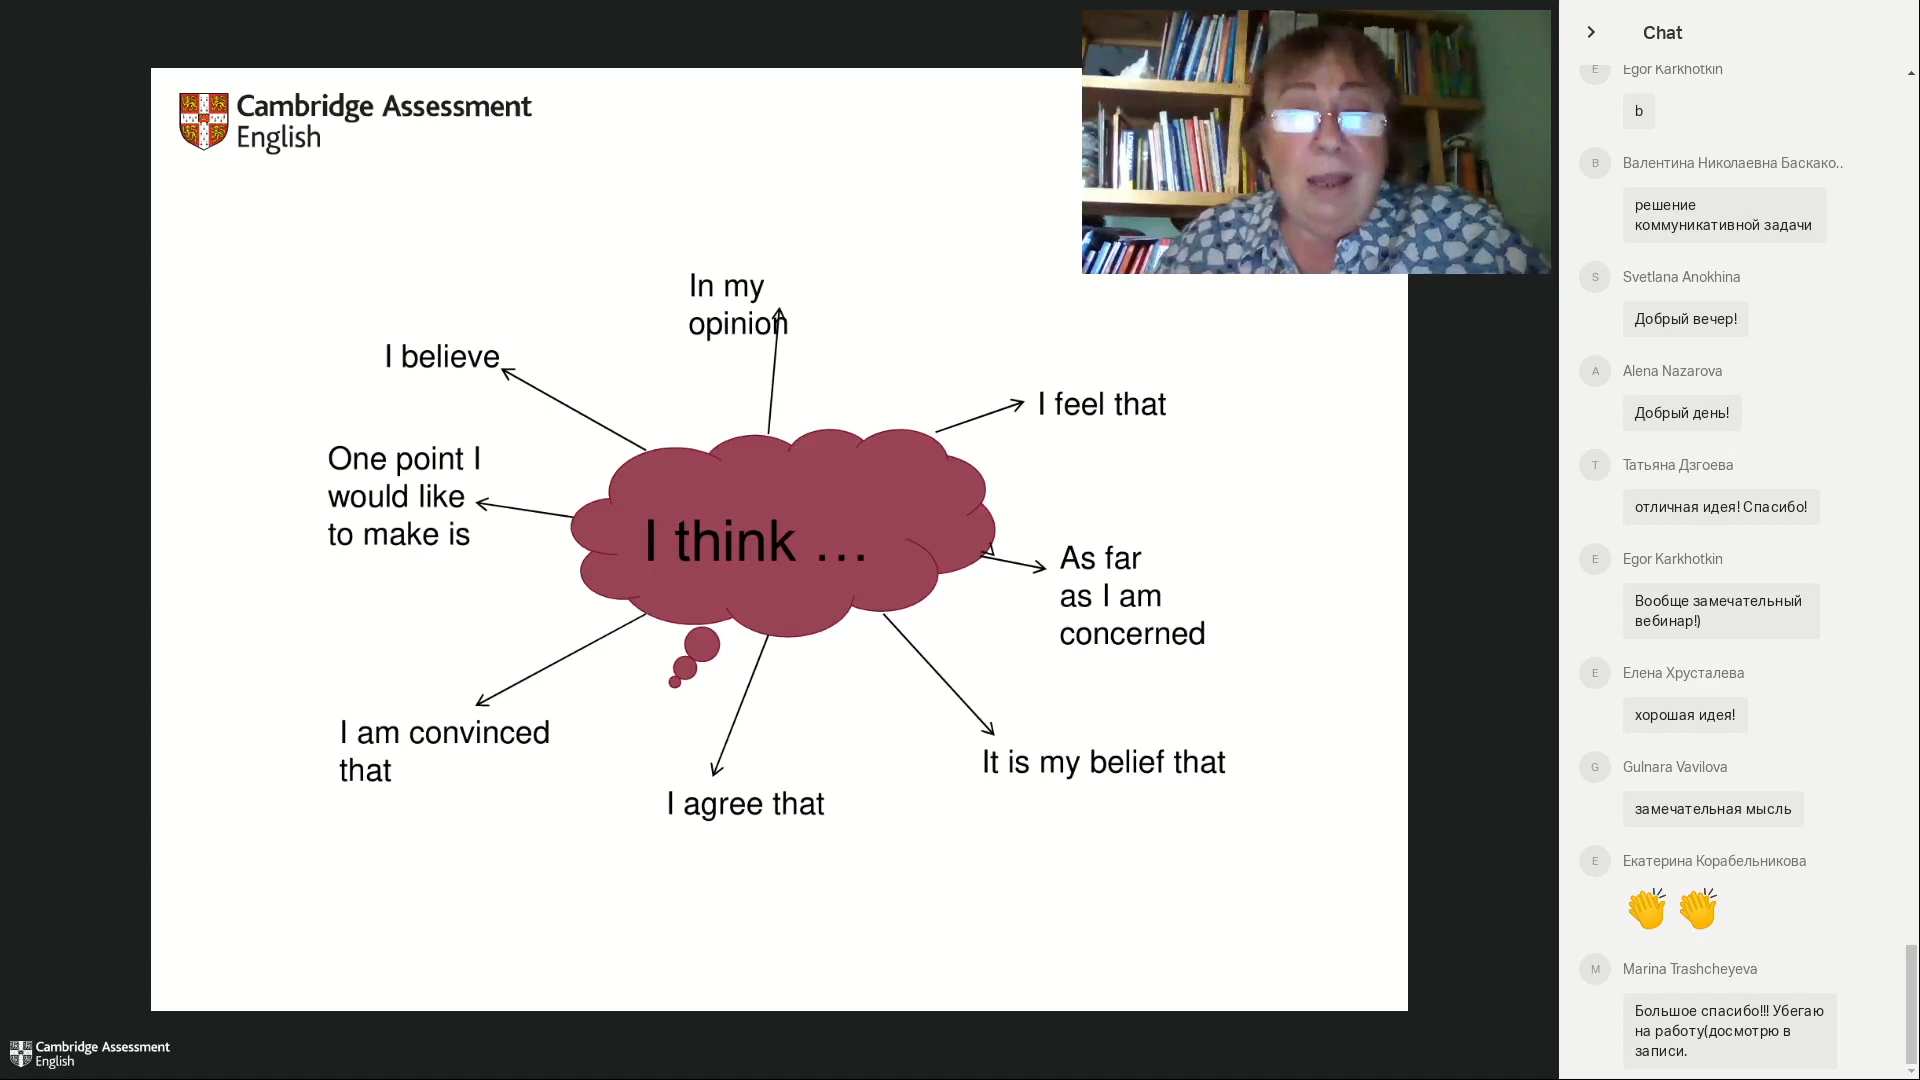 Cambridge Assessment
English
In my
opinion
I believe
I feel that
One point I
would like
to make is
I think ...
As far
as I am
concerned
I am convinced
that
It is my belief that
I agree that
Cambridge Assessment
English
Chat
E
Egor Karkhotkin
b
В
Валентина Николаевна Баскако..
решение
коммуникативной задачи
S
Svetlana Anokhina
Добрый вечер!
A
Alena Nazarova
Добрый день!
Т
Татьяна Дзгоева
отличная идея! Спасибо!
E
Egor Karkhotkin
Вообще замечательный
вебинар!)
Е
Елена Хрусталева
хорошая идея!
G
Gulnara Vavilova
замечательная мысль
Е
Екатерина Корабельникова
👏 👏
M
Marina Trashcheyeva
Большое спасибо!!! Убегаю
на работу(досмотрю в
записи.